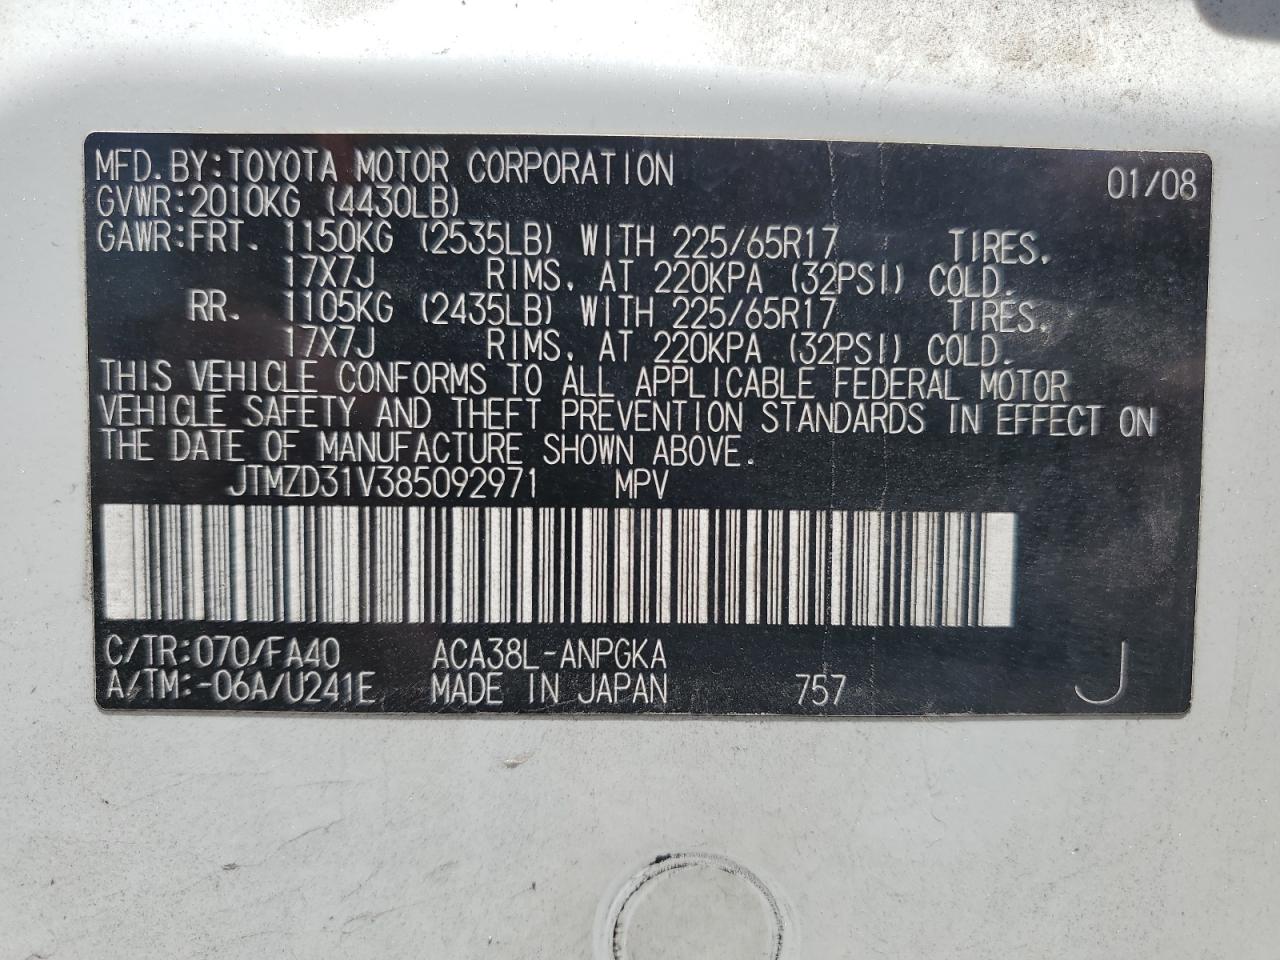 MFD.BY:TOYOTA MOTOR CORPORATION 01/08
GVWR:2010KG (4430LB)
GAWR:FRT. 1150KG (2535LB) WITH 225/65R17 TIRES.
17X7J RIMS, AT 220KPA (32PSI) COLD.
RR. 1105KG (2435LB) WITH 225/65R17 TIRES.
17X7J RIMS, AT 220KPA (32PSI) COLD.
THIS VEHICLE CONFORMS TO ALL APPLICABLE FEDERAL MOTOR
VEHICLE SAFETY AND THEFT PREVENTION STANDARDS IN EFFECT ON
THE DATE OF MANUFACTURE SHOWN ABOVE.
JTMZD31V385092971 MPV
C/TR:070/FA40 ACA38L-ANPGKA
A/TM:-06A/U241E MADE IN JAPAN 757 J